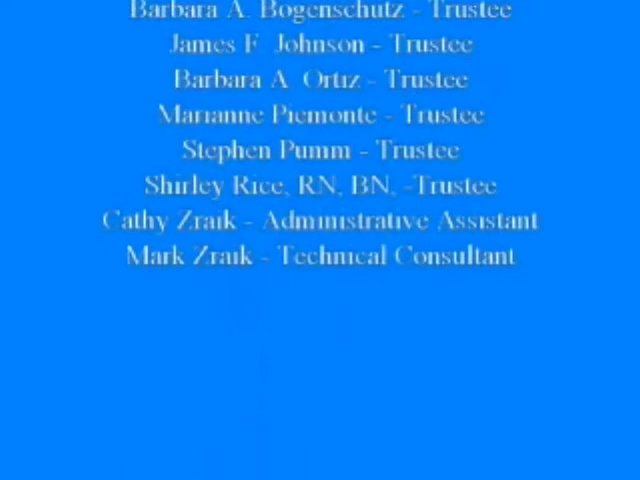 Barbara A. Bogenschutz - Trustee
James F. Johnson - Trustee
Barbara A. Ortiz - Trustee
Marianne Piemonte - Trustee
Stephen Pumm - Trustee
Shirley Rice, RN, BN, -Trustee
Cathy Zraik - Administrative Assistant
Mark Zraik - Technical Consultant